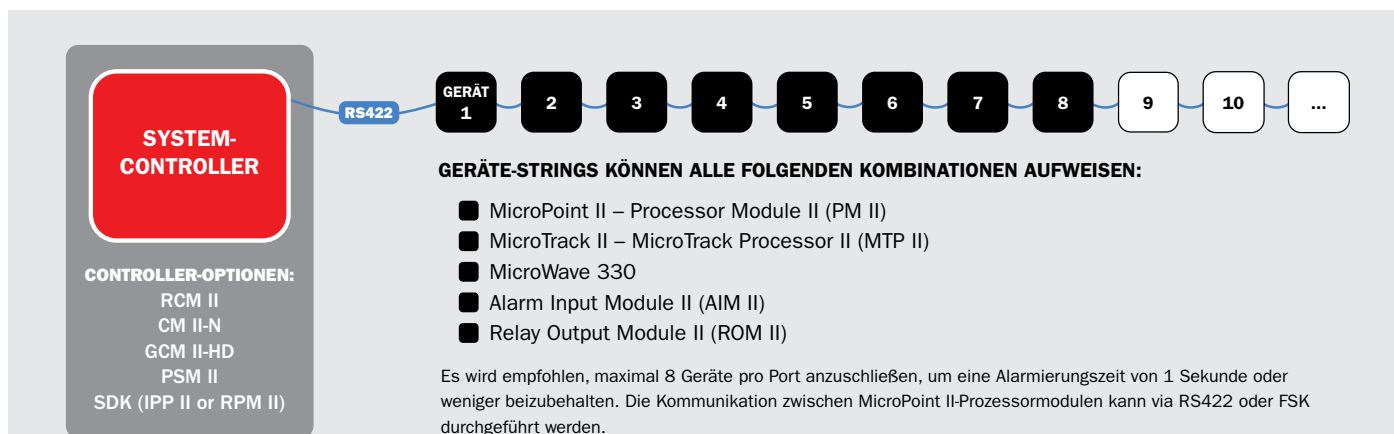 SYSTEM-
CONTROLLER
CONTROLLER-OPTIONEN:
RCM II
CM II-N
GCM II-HD
PSM II
SDK (IPP II or RPM II)
RS422
GERÄT
1 2 3 4 5 6 7 8 9 10 ...
GERÄTE-STRINGS KÖNNEN ALLE FOLGENDEN KOMBINATIONEN AUFWEISEN:
MicroPoint II – Processor Module II (PM II)
MicroTrack II – MicroTrack Processor II (MTP II)
MicroWave 330
Alarm Input Module II (AIM II)
Relay Output Module II (ROM II)
Es wird empfohlen, maximal 8 Geräte pro Port anzuschließen, um eine Alarmierungszeit von 1 Sekunde oder
weniger beizubehalten. Die Kommunikation zwischen MicroPoint II-Prozessormodulen kann via RS422 oder FSK
durchgeführt werden.